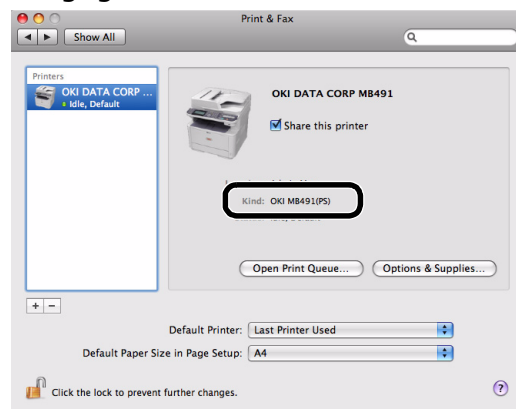 Print & Fax
Show All
Printers
OKI DATA CORP ...
Idle, Default
OKI DATA CORP MB491
Share this printer
Kind: OKI MB491(PS)
Idle, Default
Open Print Queue...
Options & Supplies...
+ −
Default Printer: Last Printer Used
Default Paper Size in Page Setup: A4
Click the lock to prevent further changes.
?